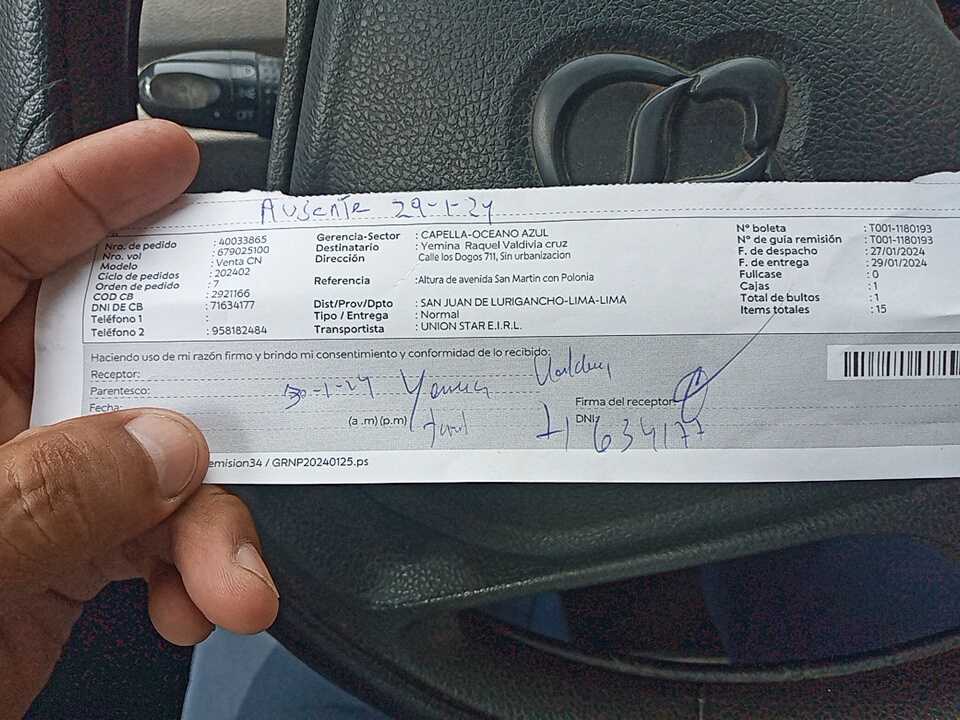 Ausente 29-1-24
Nro. de pedido : 40033865
Nro. vol : 679025100
Modelo : Venta CN
Ciclo de pedidos : 202402
Orden de pedido : 7
COD CB : 2921166
DNI DE CB : 71634177
Teléfono 1 :
Teléfono 2 : 958182484
Gerencia-Sector : CAPELLA-OCEANO AZUL
Destinatario : Yemina Raquel Valdivia cruz
Dirección Calle los Dogos 711, Sin urbanizacion
Referencia : Altura de avenida San Martin con Polonia
Dist/Prov/Dpto : SAN JUAN DE LURIGANCHO-LIMA-LIMA
Tipo / Entrega : Normal
Transportista : UNION STAR E.I.R.L.
N° boleta : T001-1180193
N° de guía remisión : T001-1180193
F. de despacho : 27/01/2024
F. de entrega : 29/01/2024
Fullcase : 0
Cajas : 1
Total de bultos : 1
Items totales : 15
Haciendo uso de mi razón firmo y brindo mi consentimiento y conformidad de lo recibido:
Receptor:
Parentesco:
Fecha:
30-1-24
(a .m) (p.m)
Firma del receptor
DNI:
71634177
emision34 / GRNP20240125.ps